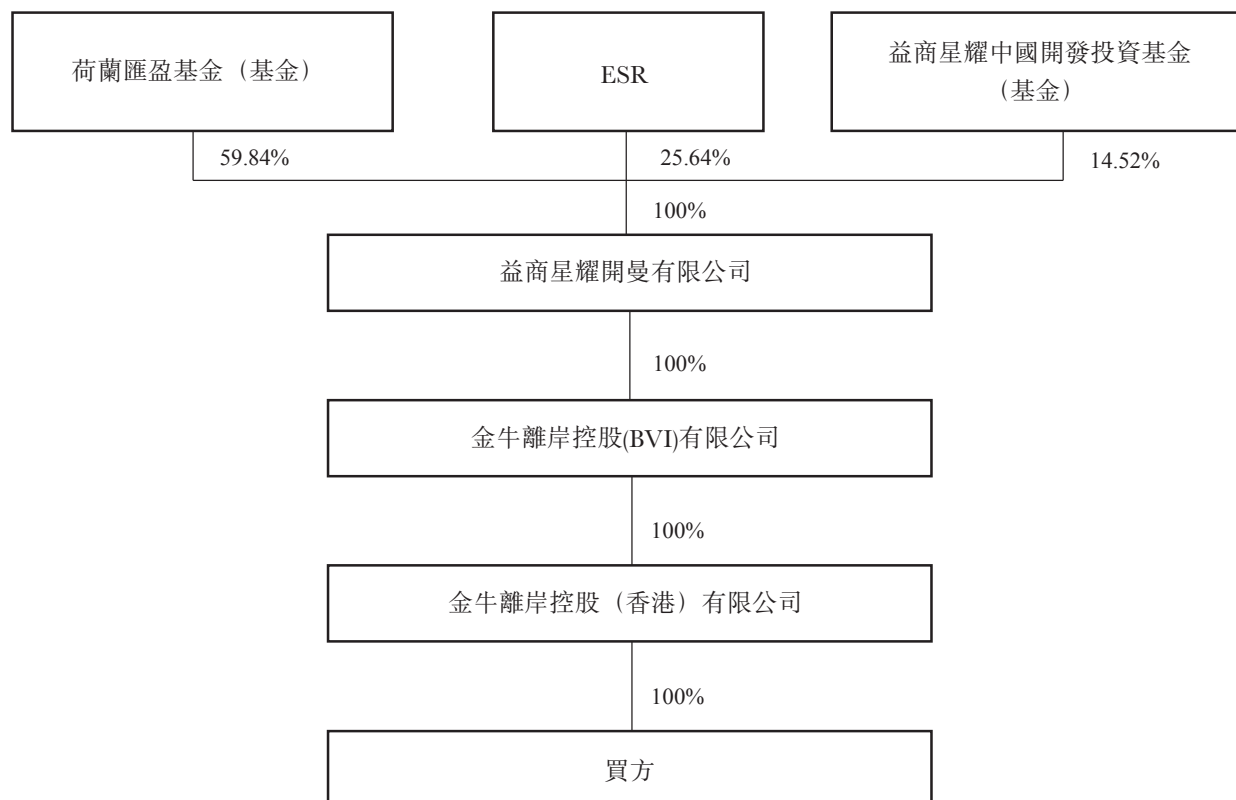 荷蘭匯盈基金（基金）
ESR
益商星耀中國開發投資基金
（基金）
59.84%
25.64%
14.52%
100%
益商星耀開曼有限公司
100%
金牛離岸控股(BVI)有限公司
100%
金牛離岸控股（香港）有限公司
100%
買方